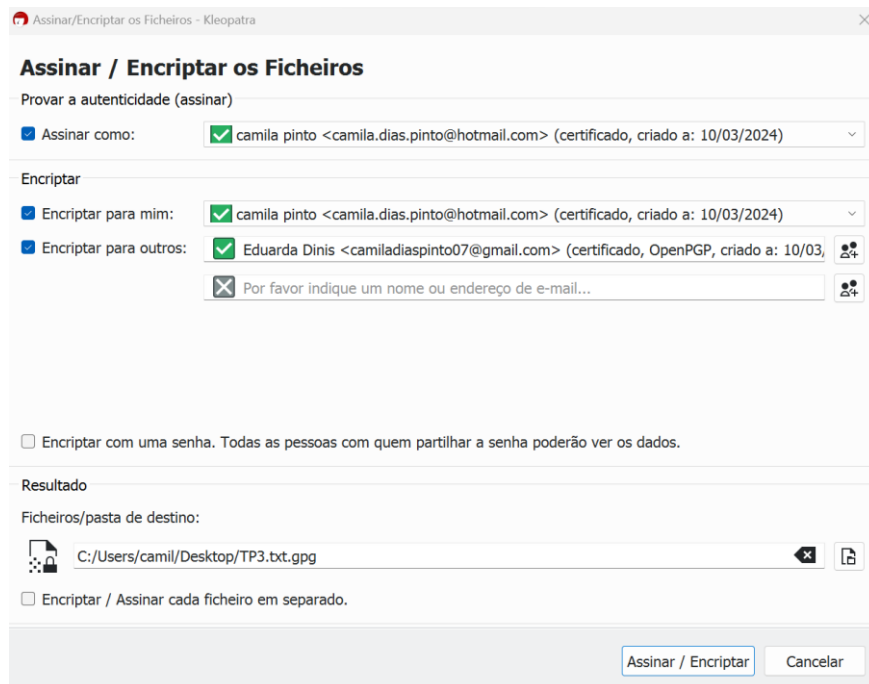 Assinar/Encriptar os Ficheiros - Kleopatra
Assinar / Encriptar os Ficheiros
Provar a autenticidade (assinar)
Assinar como: camila pinto <camila.dias.pinto@hotmail.com> (certificado, criado a: 10/03/2024)
Encriptar
Encriptar para mim: camila pinto <camila.dias.pinto@hotmail.com> (certificado, criado a: 10/03/2024)
Encriptar para outros: Eduarda Dinis <camiladiaspinto07@gmail.com> (certificado, OpenPGP, criado a: 10/03/
Por favor indique um nome ou endereço de e-mail...
Encriptar com uma senha. Todas as pessoas com quem partilhar a senha poderão ver os dados.
Resultado
Ficheiros/pasta de destino:
C:/Users/camil/Desktop/TP3.txt.gpg
Encriptar / Assinar cada ficheiro em separado.
Assinar / Encriptar Cancelar